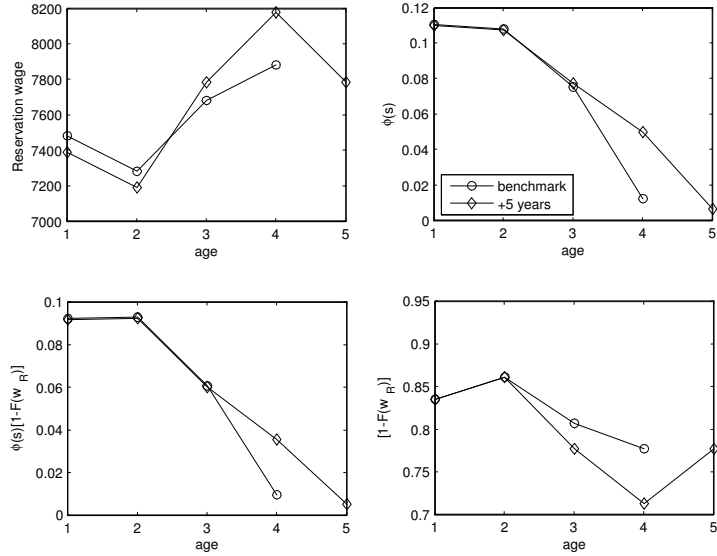 8200
8000
7800
7600
7400
7200
7000
Reservation wage
1 2 3 4 5
age
0.12
0.1
0.08
0.06
0.04
0.02
0
ϕ(s)
benchmark
+5 years
1 2 3 4 5
age
0.1
0.08
0.06
0.04
0.02
0
ϕ(s)[1-F(w_R)]
1 2 3 4 5
age
0.95
0.9
0.85
0.8
0.75
0.7
[1-F(w_R)]
1 2 3 4 5
age